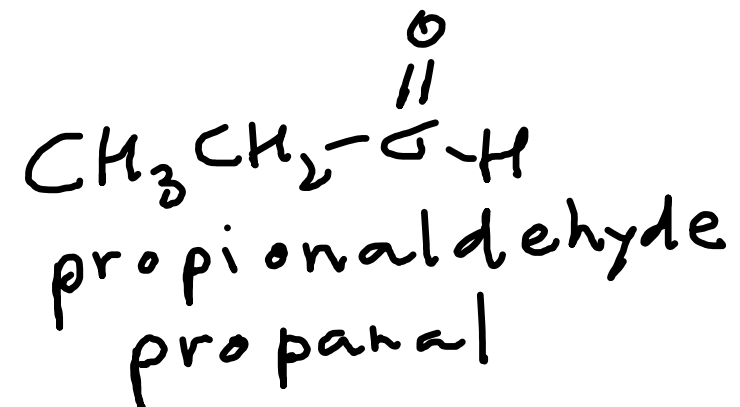 O
||
CH₃CH₂-C-H
propionaldehyde
propanal